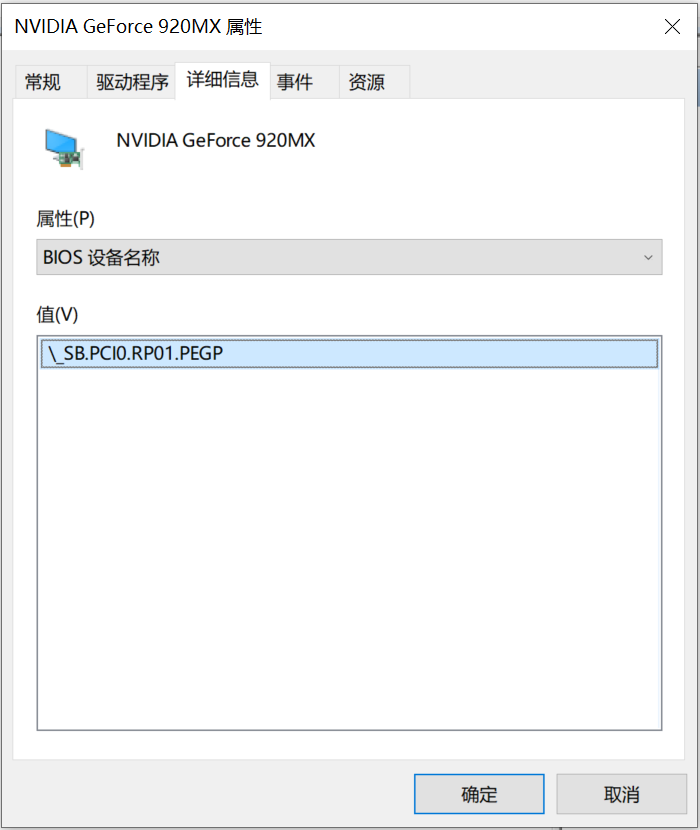 NVIDIA GeForce 920MX 属性
常规 驱动程序 详细信息 事件 资源
NVIDIA GeForce 920MX
属性(P)
BIOS 设备名称
值(V)
\_SB.PCI0.RP01.PEGP
确定 取消